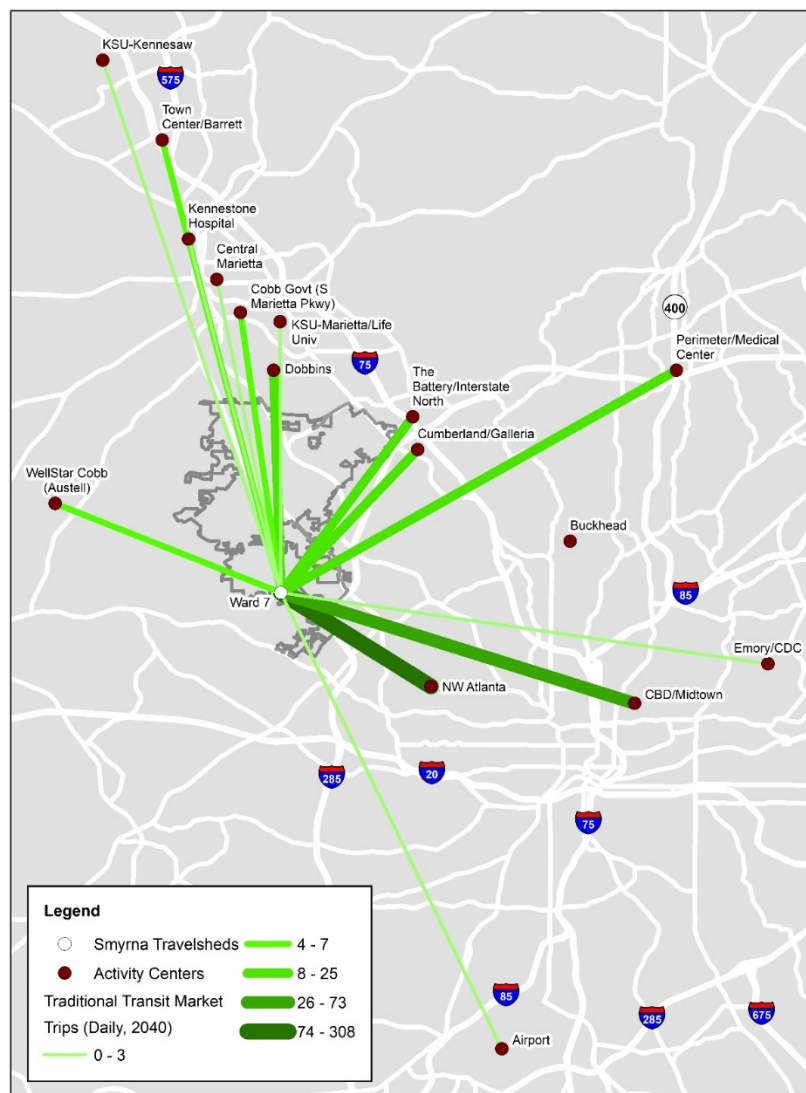 KSU-Kennesaw
575
Town
Center/Barrett
Kennestone
Hospital
Central
Marietta
Cobb Govt (S
Marietta Pkwy)
KSU-Marietta/Life
Univ
400
Perimeter/Medical
Center
75
Dobbins
The
Battery/Interstate
North
Cumberland/Galleria
WellStar Cobb
(Austell)
Buckhead
85
Ward 7
Emory/CDC
NW Atlanta
CBD/Midtown
285
20
75
Legend
Smyrna Travelsheds
Activity Centers
Traditional Transit Market
Trips (Daily, 2040)
0 - 3
4 - 7
8 - 25
26 - 73
74 - 308
85
285
675
Airport